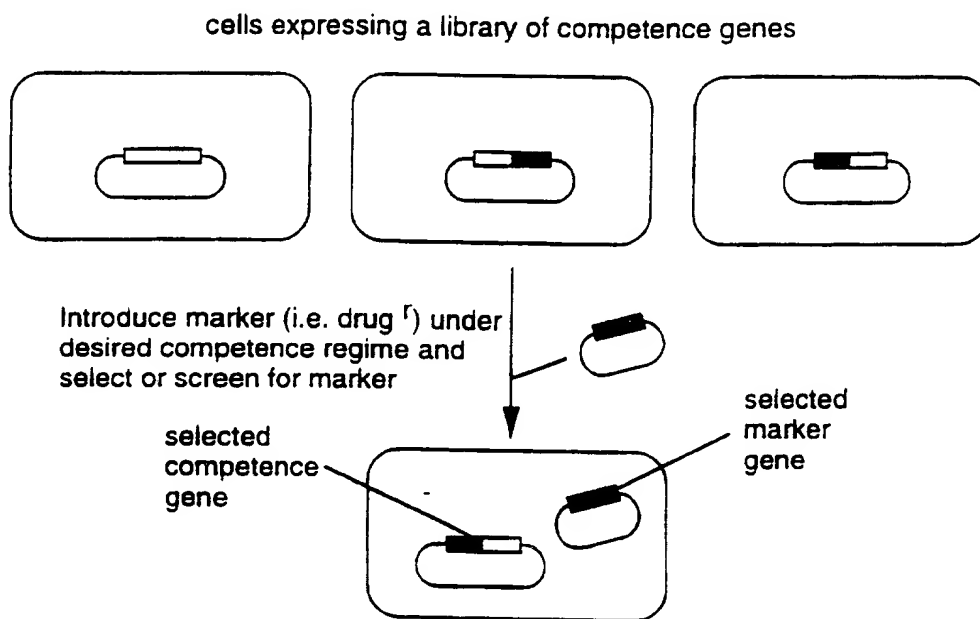 cells expressing a library of competence genes
Introduce marker (i.e. drug ʳ) under
desired competence regime and
select or screen for marker
selected
competence
gene
selected
marker
gene